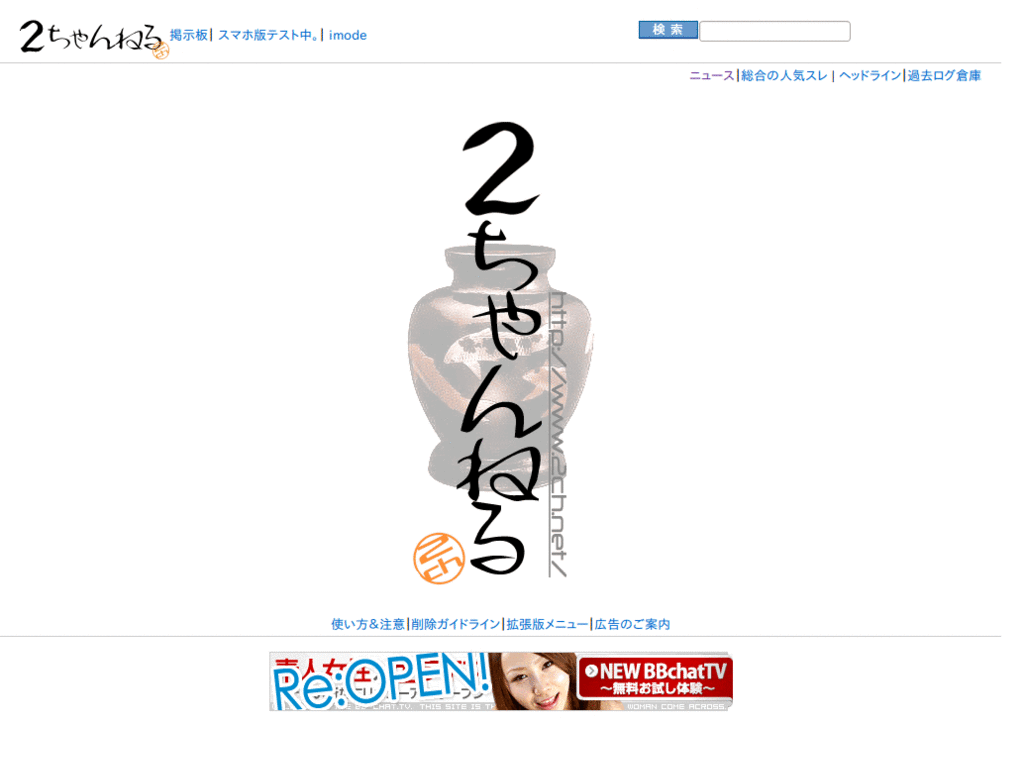 2ちゃんねる 掲示板| スマホ版テスト中。| imode
検 索
ニュース|総合の人気スレ | ヘッドライン|過去ログ倉庫
2ちゃんねる
http://www.2ch.net/
2ch
使い方&注意|削除ガイドライン|拡張版メニュー|広告のご案内
Re:OPEN!
NEW BBchatTV
〜無料お試し体験〜
WOMAN COME ACROSS.